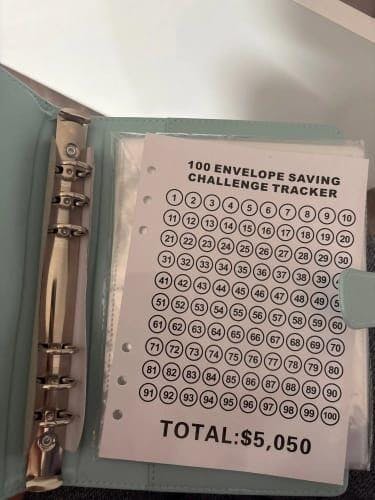 100 ENVELOPE SAVING
CHALLENGE TRACKER
1 2 3 4 5 6 7 8 9 10
11 12 13 14 15 16 17 18 19 20
21 22 23 24 25 26 27 28 29 30
31 32 33 34 35 36 37 38 39
41 42 43 44 45 46 47 48 49
51 52 53 54 55 56 57 58 59 60
61 62 63 64 65 66 67 68 69 70
71 72 73 74 75 76 77 78 79 80
81 82 83 84 85 86 87 88 89 90
91 92 93 94 95 96 97 98 99 100
TOTAL:$5,050